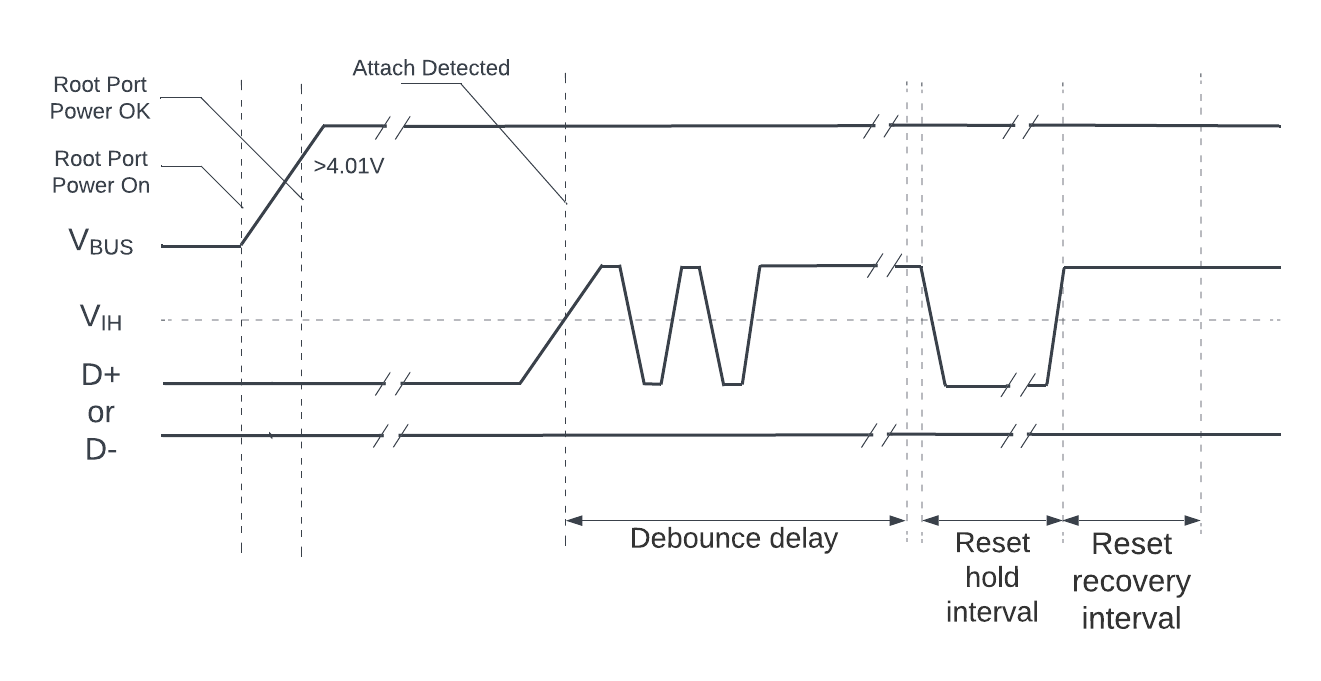 Attach Detected
Root Port
Power OK
Root Port
Power On
>4.01V
VBUS
VIH
D+
or
D-
Debounce delay
Reset
hold
interval
Reset
recovery
interval